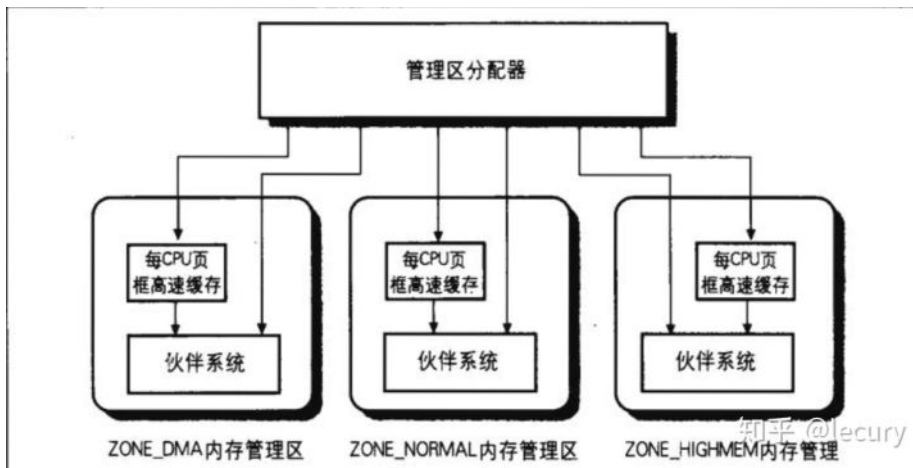 管理区分配器
每CPU页
框高速缓存
每CPU页
框高速缓存
每CPU页
框高速缓存
伙伴系统
伙伴系统
伙伴系统
ZONE_DMA内存管理区
ZONE_NORMAL内存管理区
ZONE_HIGHMEM内存管理
知乎 @lecury